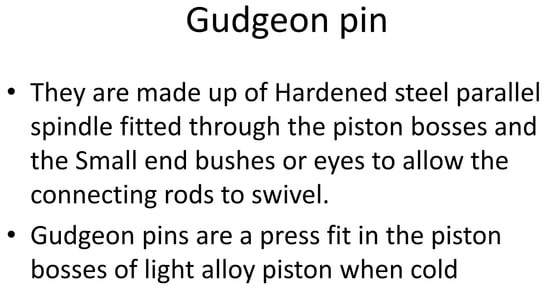 Gudgeon pin
• They are made up of Hardened steel parallel
spindle fitted through the piston bosses and
the Small end bushes or eyes to allow the
connecting rods to swivel.
• Gudgeon pins are a press fit in the piston
bosses of light alloy piston when cold